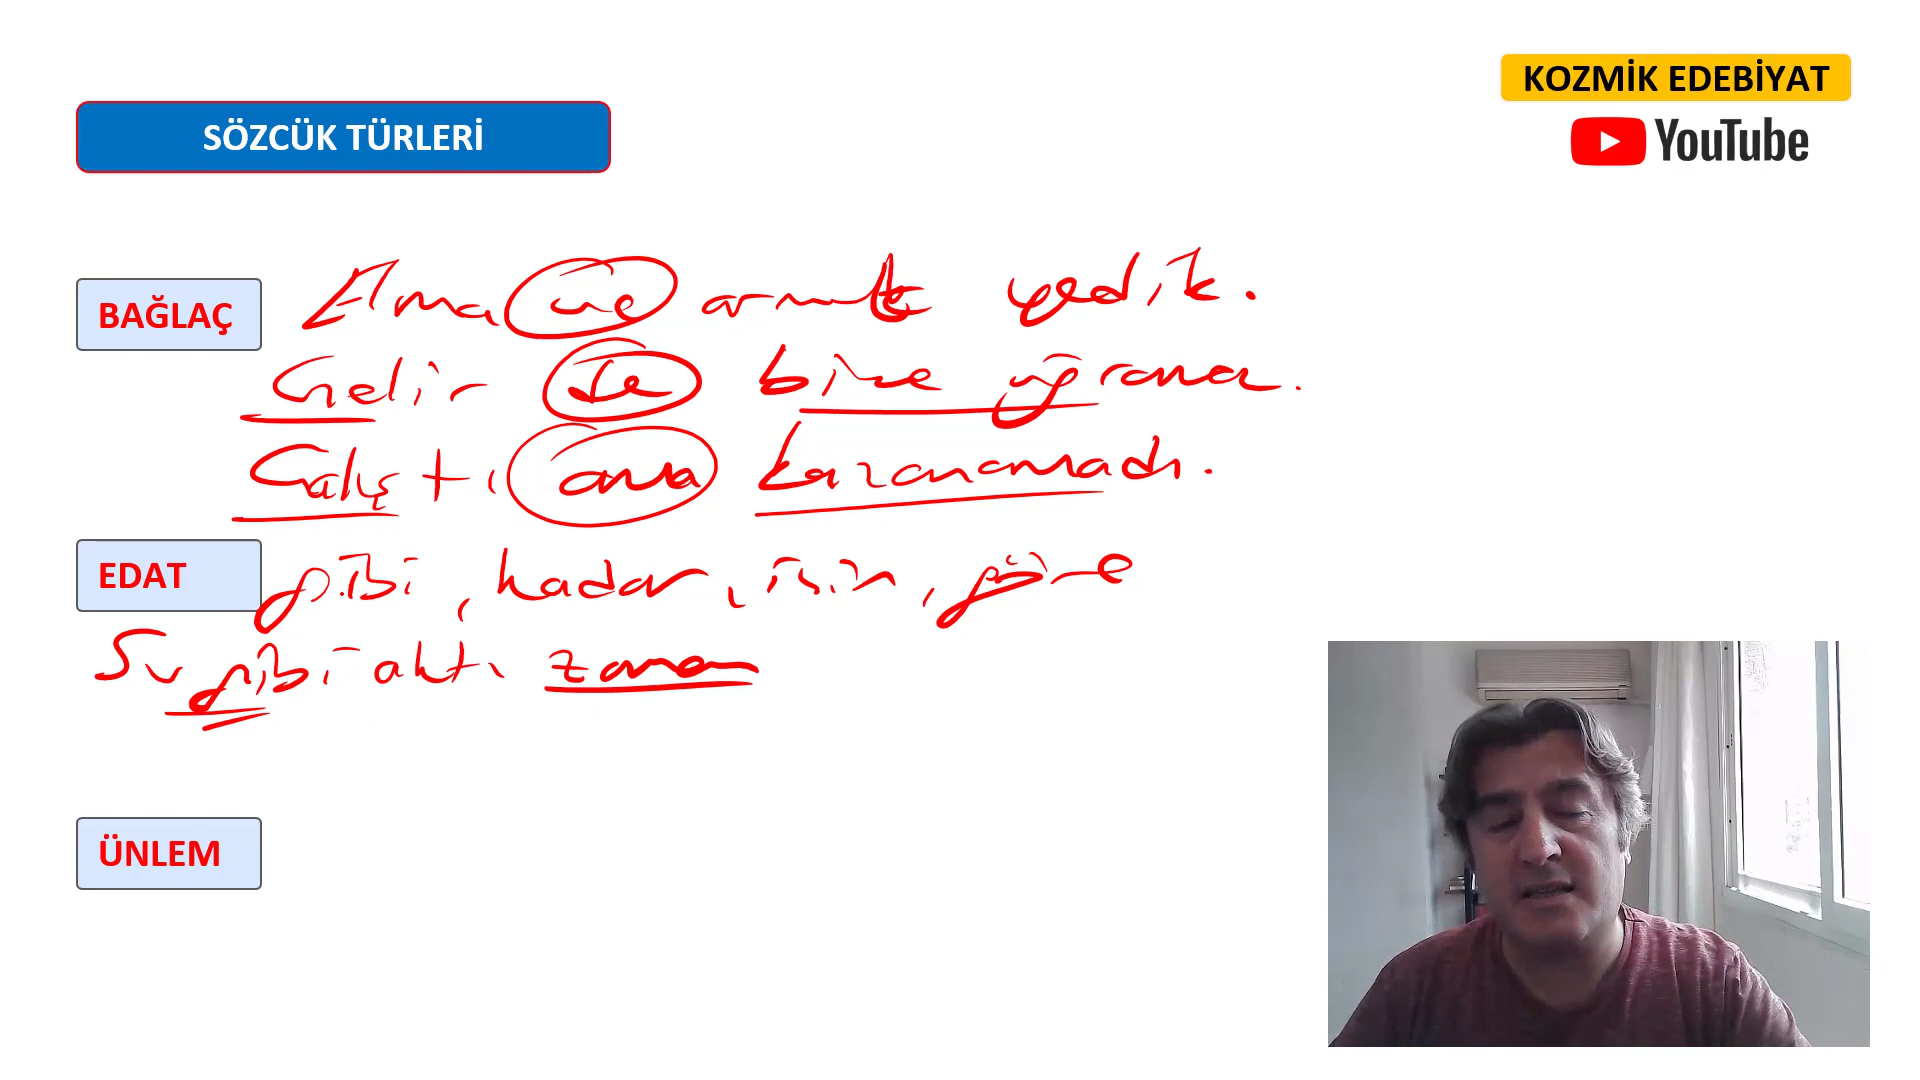 KOZMİK EDEBİYAT
YouTube
SÖZCÜK TÜRLERİ
BAĞLAÇ
Elma ve armut yedik.
Gelir de bize uğramaz.
Çalıştı ama kazanamadı.
EDAT
gibi, kadar, için, göre
Su gibi aktı zaman
ÜNLEM